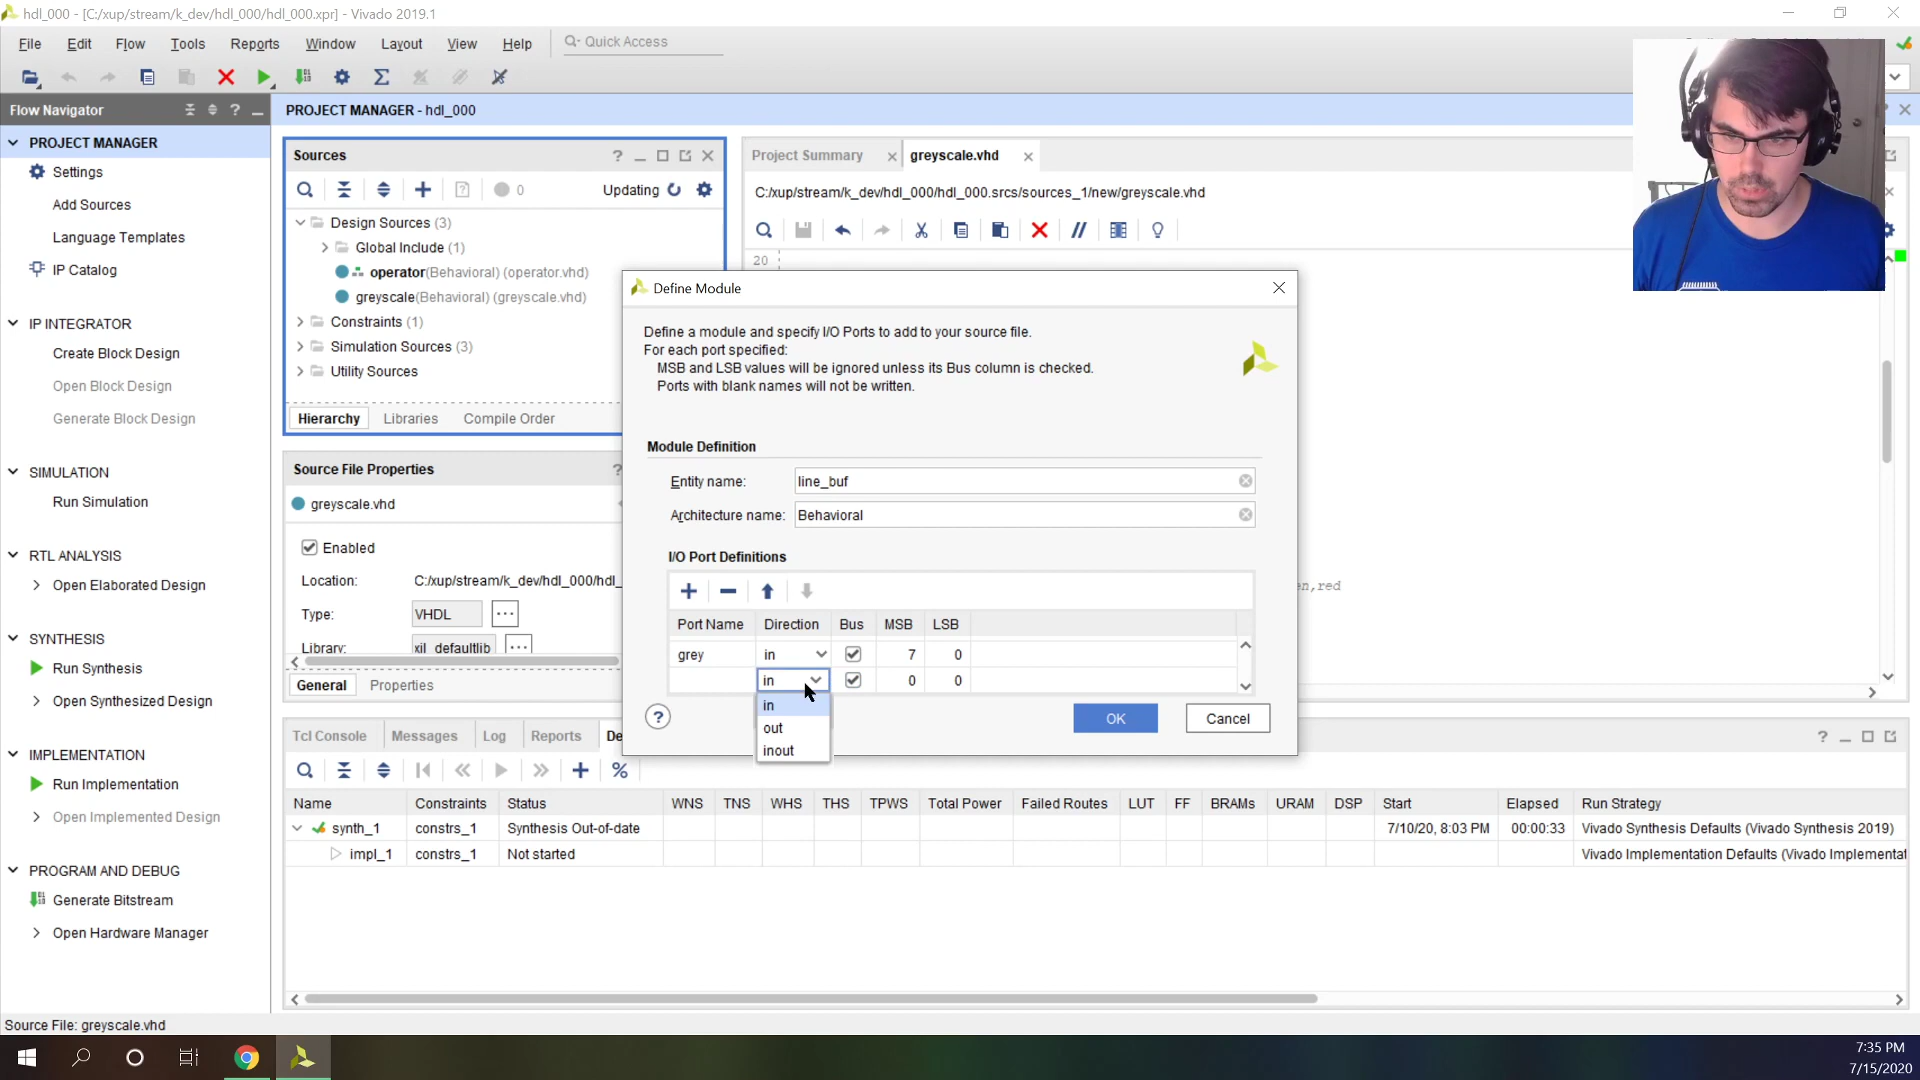 hdl_000 - [C:/xup/stream/k_dev/hdl_000/hdl_000.xpr] - Vivado 2019.1
File Edit Flow Tools Reports Window Layout View Help Quick Access
Flow Navigator
PROJECT MANAGER - hdl_000
PROJECT MANAGER
Settings
Add Sources
Language Templates
IP Catalog
IP INTEGRATOR
Create Block Design
Open Block Design
Generate Block Design
SIMULATION
Run Simulation
RTL ANALYSIS
Open Elaborated Design
SYNTHESIS
Run Synthesis
Open Synthesized Design
IMPLEMENTATION
Run Implementation
Open Implemented Design
PROGRAM AND DEBUG
Generate Bitstream
Open Hardware Manager
Sources
0 Updating
Design Sources (3)
Global Include (1)
operator(Behavioral) (operator.vhd)
greyscale(Behavioral) (greyscale.vhd)
Constraints (1)
Simulation Sources (3)
Utility Sources
Hierarchy Libraries Compile Order
Source File Properties
greyscale.vhd
Enabled
Location: C:/xup/stream/k_dev/hdl_000/hdl_
Type: VHDL
Library: xil_defaultlib
General Properties
Project Summary greyscale.vhd
C:/xup/stream/k_dev/hdl_000/hdl_000.srcs/sources_1/new/greyscale.vhd
20
en,red
Define Module
Define a module and specify I/O Ports to add to your source file.
For each port specified:
MSB and LSB values will be ignored unless its Bus column is checked.
Ports with blank names will not be written.
Module Definition
Entity name: line_buf
Architecture name: Behavioral
I/O Port Definitions
Port Name Direction Bus MSB LSB
grey in 7 0
in 0 0
in
out
inout
OK Cancel
Tcl Console Messages Log Reports De
Name Constraints Status WNS TNS WHS THS TPWS Total Power Failed Routes LUT FF BRAMs URAM DSP Start Elapsed Run Strategy
synth_1 constrs_1 Synthesis Out-of-date 7/10/20, 8:03 PM 00:00:33 Vivado Synthesis Defaults (Vivado Synthesis 2019)
impl_1 constrs_1 Not started Vivado Implementation Defaults (Vivado Implementat
Source File: greyscale.vhd
7:35 PM
7/15/2020